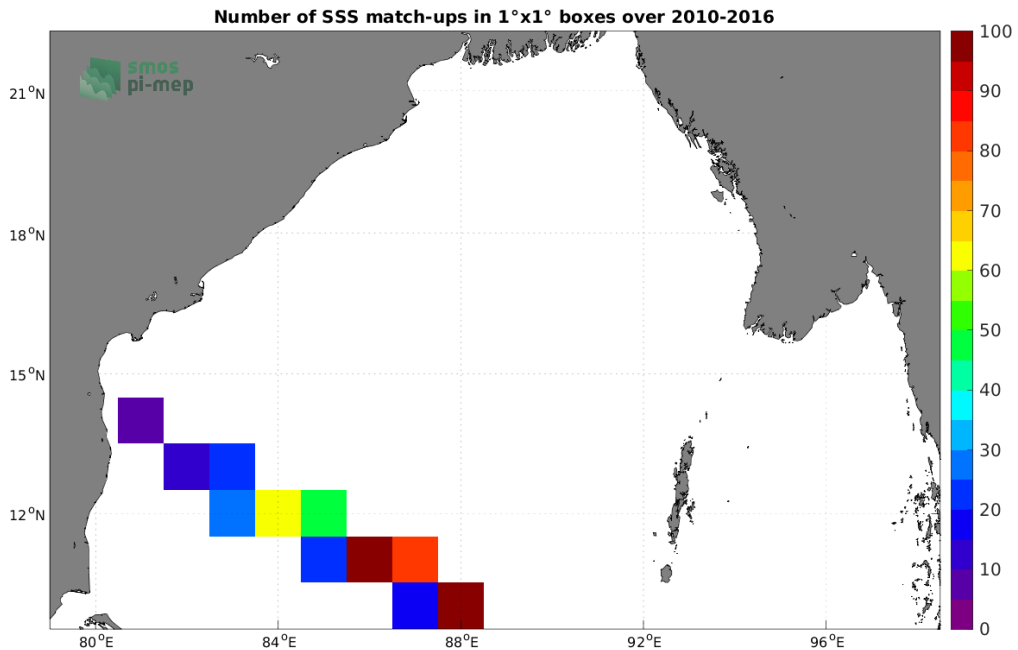 Number of SSS match-ups in 1°x1° boxes over 2010-2016
smos
pi-mep
21°N
18°N
15°N
12°N
80°E
84°E
88°E
92°E
96°E
100
90
80
70
60
50
40
30
20
10
0